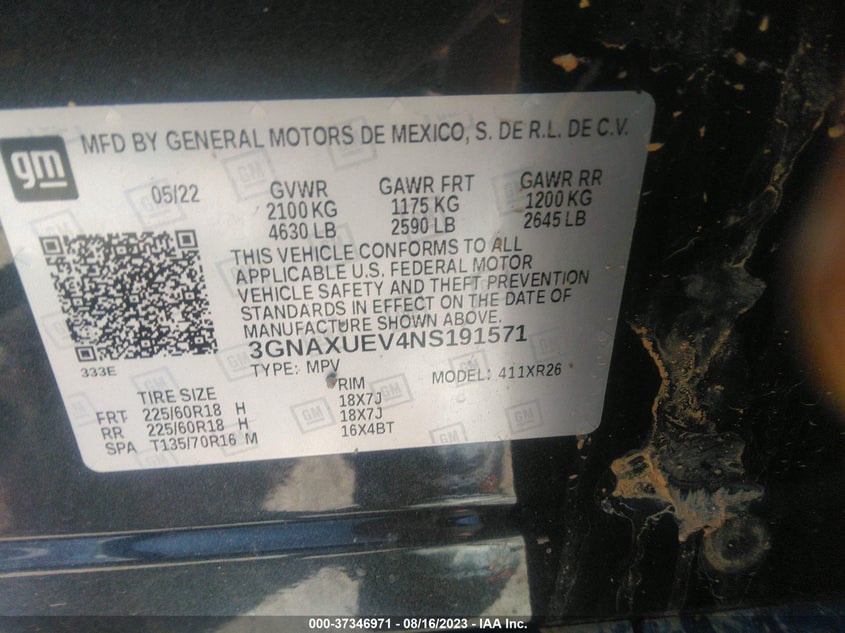 MFD BY GENERAL MOTORS DE MEXICO, S. DE R.L. DE C.V.
gm
05/22
GVWR
2100 KG
4630 LB
GAWR FRT
1175 KG
2590 LB
GAWR RR
1200 KG
2645 LB
THIS VEHICLE CONFORMS TO ALL
APPLICABLE U.S. FEDERAL MOTOR
VEHICLE SAFETY AND THEFT PREVENTION
STANDARDS IN EFFECT ON THE DATE OF
MANUFACTURE SHOWN ABOVE.
3GNAXUEV4NS191571
333E
TYPE: MPV
MODEL: 411XR26
TIRE SIZE RIM
FRT 225/60R18 H 18X7J
RR 225/60R18 H 18X7J
SPA T135/70R16 M 16X4BT
GM
GM
GM
GM
000-37346971 - 08/16/2023 - IAA Inc.